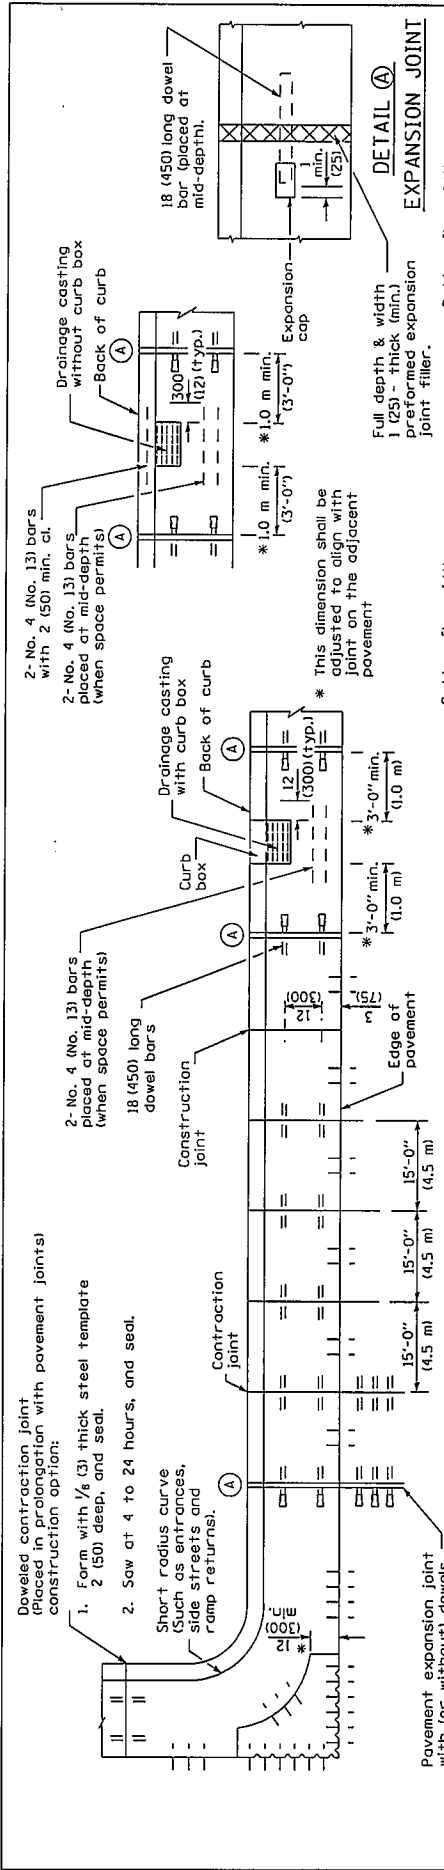 Doweled contraction joint
(Placed in prolongation with pavement joints)
construction option:
1. Form with 1/8 (3) thick steel template
2 (50) deep, and seal.
2. Saw at 4 to 24 hours, and seal.
Short radius curve
(Such as entrances,
side streets and
ramp returns).
* 12
(300)
min.
Pavement expansion joint
with (or without) dowels
A
Contraction
joint
15'-0"
(4.5 m)
15'-0"
(4.5 m)
15'-0"
(4.5 m)
Construction
joint
2- No. 4 (No. 13) bars
placed at mid-depth
(when space permits)
18 (450) long
dowel bars
12
(300)
3
(75)
Edge of
pavement
A
Curb
box
Drainage casting
with curb box
Back of curb
12
(300) (typ.)
A
* 3'-0" min.
(1.0 m)
* 3'-0" min.
(1.0 m)
* This dimension shall be
adjusted to align with
joint on the adjacent
pavement
2- No. 4 (No. 13) bars
with 2 (50) min. cl.
2- No. 4 (No. 13) bars
placed at mid-depth
(when space permits)
Drainage casting
without curb box
Back of curb
A
A
300
(12) (typ.)
* 1.0 m min.
(3'-0")
* 1.0 m min.
(3'-0")
18 (450) long dowel
bar (placed at
mid-depth).
Expansion
cap
1
min.
(25)
Full depth & width
1 (25) - thick (min.)
preformed expansion
joint filler.
DETAIL A
EXPANSION JOINT